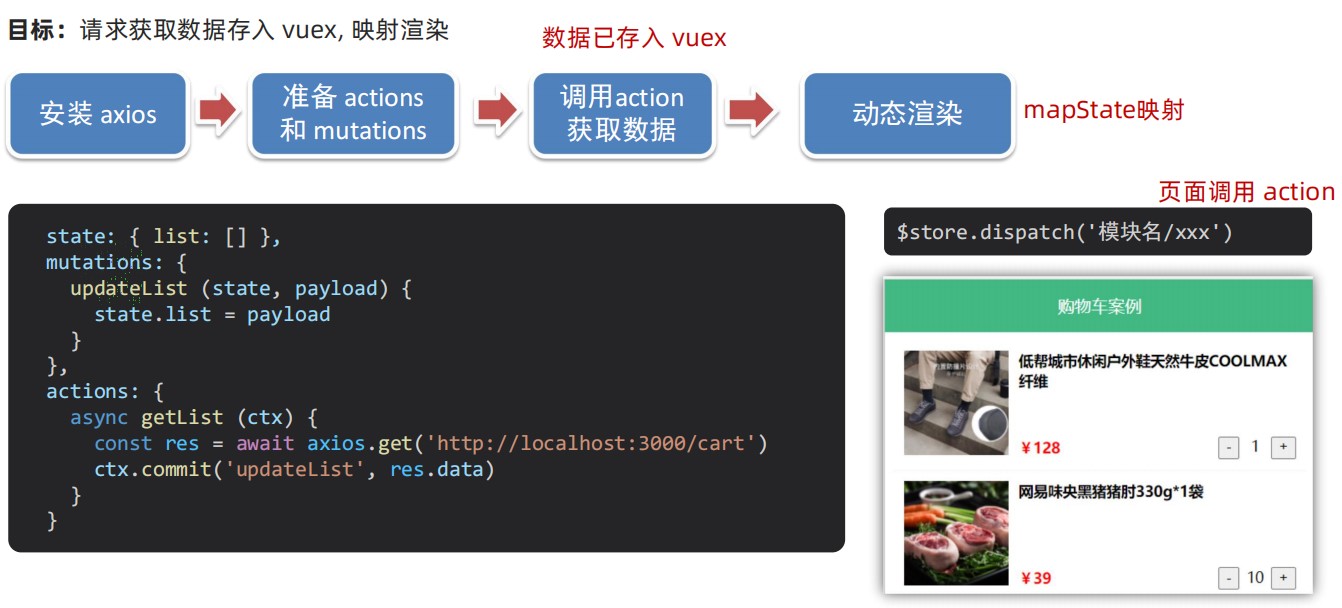 目标：请求获取数据存入 vuex, 映射渲染
数据已存入 vuex
安装 axios
准备 actions
和 mutations
调用action
获取数据
动态渲染
mapState映射
state: { list: [] },
mutations: {
updateList (state, payload) {
state.list = payload
}
},
actions: {
async getList (ctx) {
const res = await axios.get('http://localhost:3000/cart')
ctx.commit('updateList', res.data)
}
}
页面调用 action
$store.dispatch('模块名/xxx')
购物车案例
低帮城市休闲户外鞋天然牛皮COOLMAX
纤维
￥128
- 1 +
网易味央黑猪猪肘330g*1袋
￥39
- 10 +